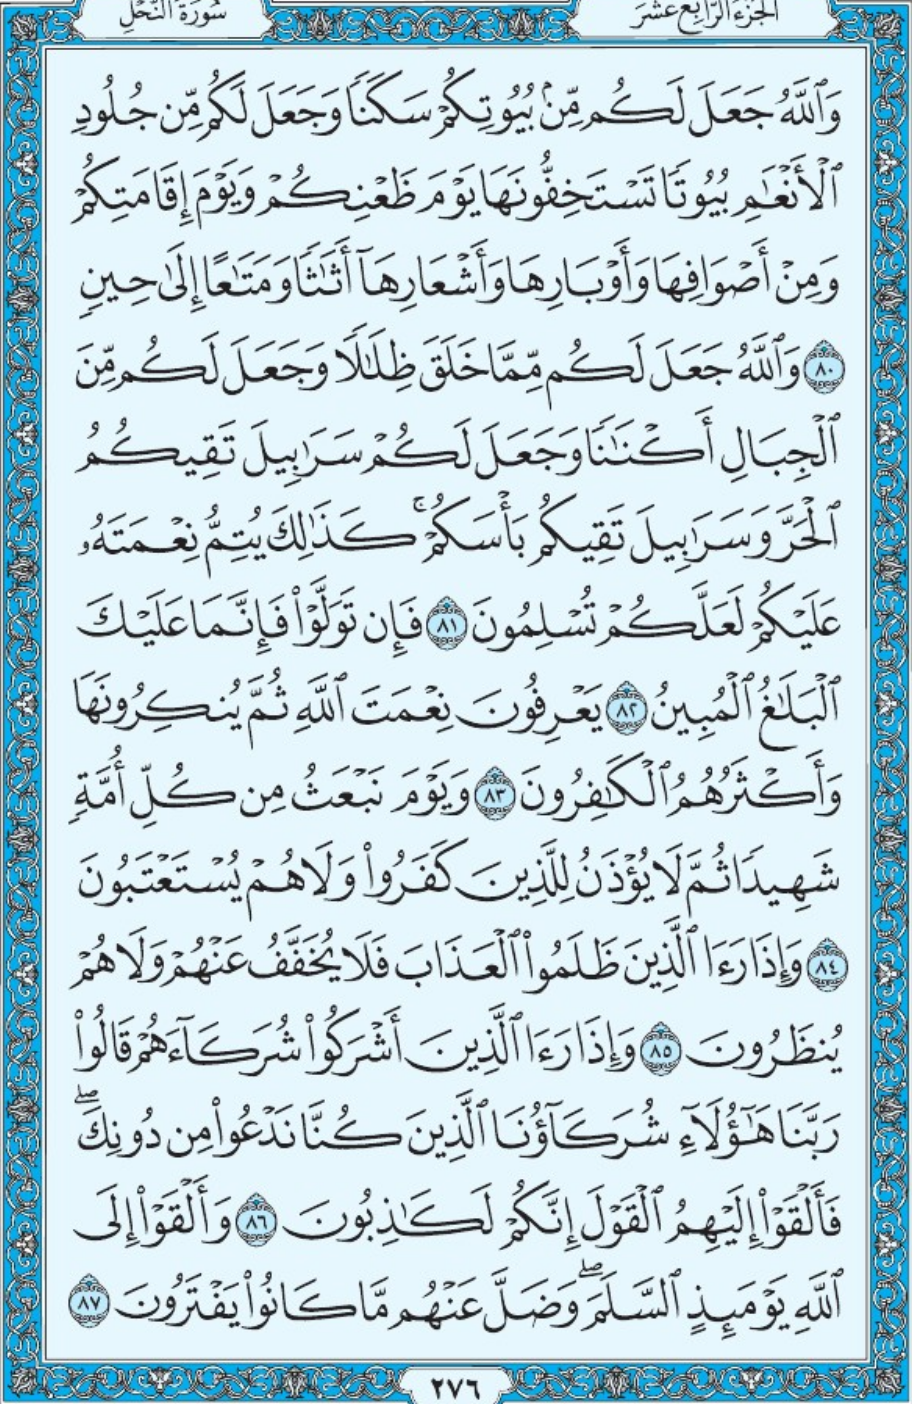 الجزء الرابع عشر
سورة النحل
وَٱللَّهُ جَعَلَ لَكُم مِّنۢ بُيُوتِكُمْ سَكَنًا وَجَعَلَ لَكُم مِّن جُلُودِ
ٱلْأَنْعَٰمِ بُيُوتًا تَسْتَخِفُّونَهَا يَوْمَ ظَعْنِكُمْ وَيَوْمَ إِقَامَتِكُمْ
وَمِنْ أَصْوَافِهَا وَأَوْبَارِهَا وَأَشْعَارِهَآ أَثَٰثًا وَمَتَٰعًا إِلَىٰ حِينٍ
٨٠ وَٱللَّهُ جَعَلَ لَكُم مِّمَّا خَلَقَ ظِلَٰلًا وَجَعَلَ لَكُم مِّنَ
ٱلْجِبَالِ أَكْنَٰنًا وَجَعَلَ لَكُمْ سَرَٰبِيلَ تَقِيكُمُ
ٱلْحَرَّ وَسَرَٰبِيلَ تَقِيكُم بَأْسَكُمْ ۚ كَذَٰلِكَ يُتِمُّ نِعْمَتَهُۥ
عَلَيْكُمْ لَعَلَّكُمْ تُسْلِمُونَ ٨١ فَإِن تَوَلَّوْا۟ فَإِنَّمَا عَلَيْكَ
ٱلْبَلَٰغُ ٱلْمُبِينُ ٨٢ يَعْرِفُونَ نِعْمَتَ ٱللَّهِ ثُمَّ يُنكِرُونَهَا
وَأَكْثَرُهُمُ ٱلْكَٰفِرُونَ ٨٣ وَيَوْمَ نَبْعَثُ مِن كُلِّ أُمَّةٍ
شَهِيدًا ثُمَّ لَا يُؤْذَنُ لِلَّذِينَ كَفَرُوا۟ وَلَا هُمْ يُسْتَعْتَبُونَ
٨٤ وَإِذَا رَءَا ٱلَّذِينَ ظَلَمُوا۟ ٱلْعَذَابَ فَلَا يُخَفَّفُ عَنْهُمْ وَلَا هُمْ
يُنظَرُونَ ٨٥ وَإِذَا رَءَا ٱلَّذِينَ أَشْرَكُوا۟ شُرَكَآءَهُمْ قَالُوا۟
رَبَّنَا هَٰٓؤُلَآءِ شُرَكَآؤُنَا ٱلَّذِينَ كُنَّا نَدْعُوا۟ مِن دُونِكَ ۖ
فَأَلْقَوْا۟ إِلَيْهِمُ ٱلْقَوْلَ إِنَّكُمْ لَكَٰذِبُونَ ٨٦ وَأَلْقَوْا۟ إِلَى
ٱللَّهِ يَوْمَئِذٍ ٱلسَّلَمَ ۖ وَضَلَّ عَنْهُم مَّا كَانُوا۟ يَفْتَرُونَ ٨٧
٢٧٦